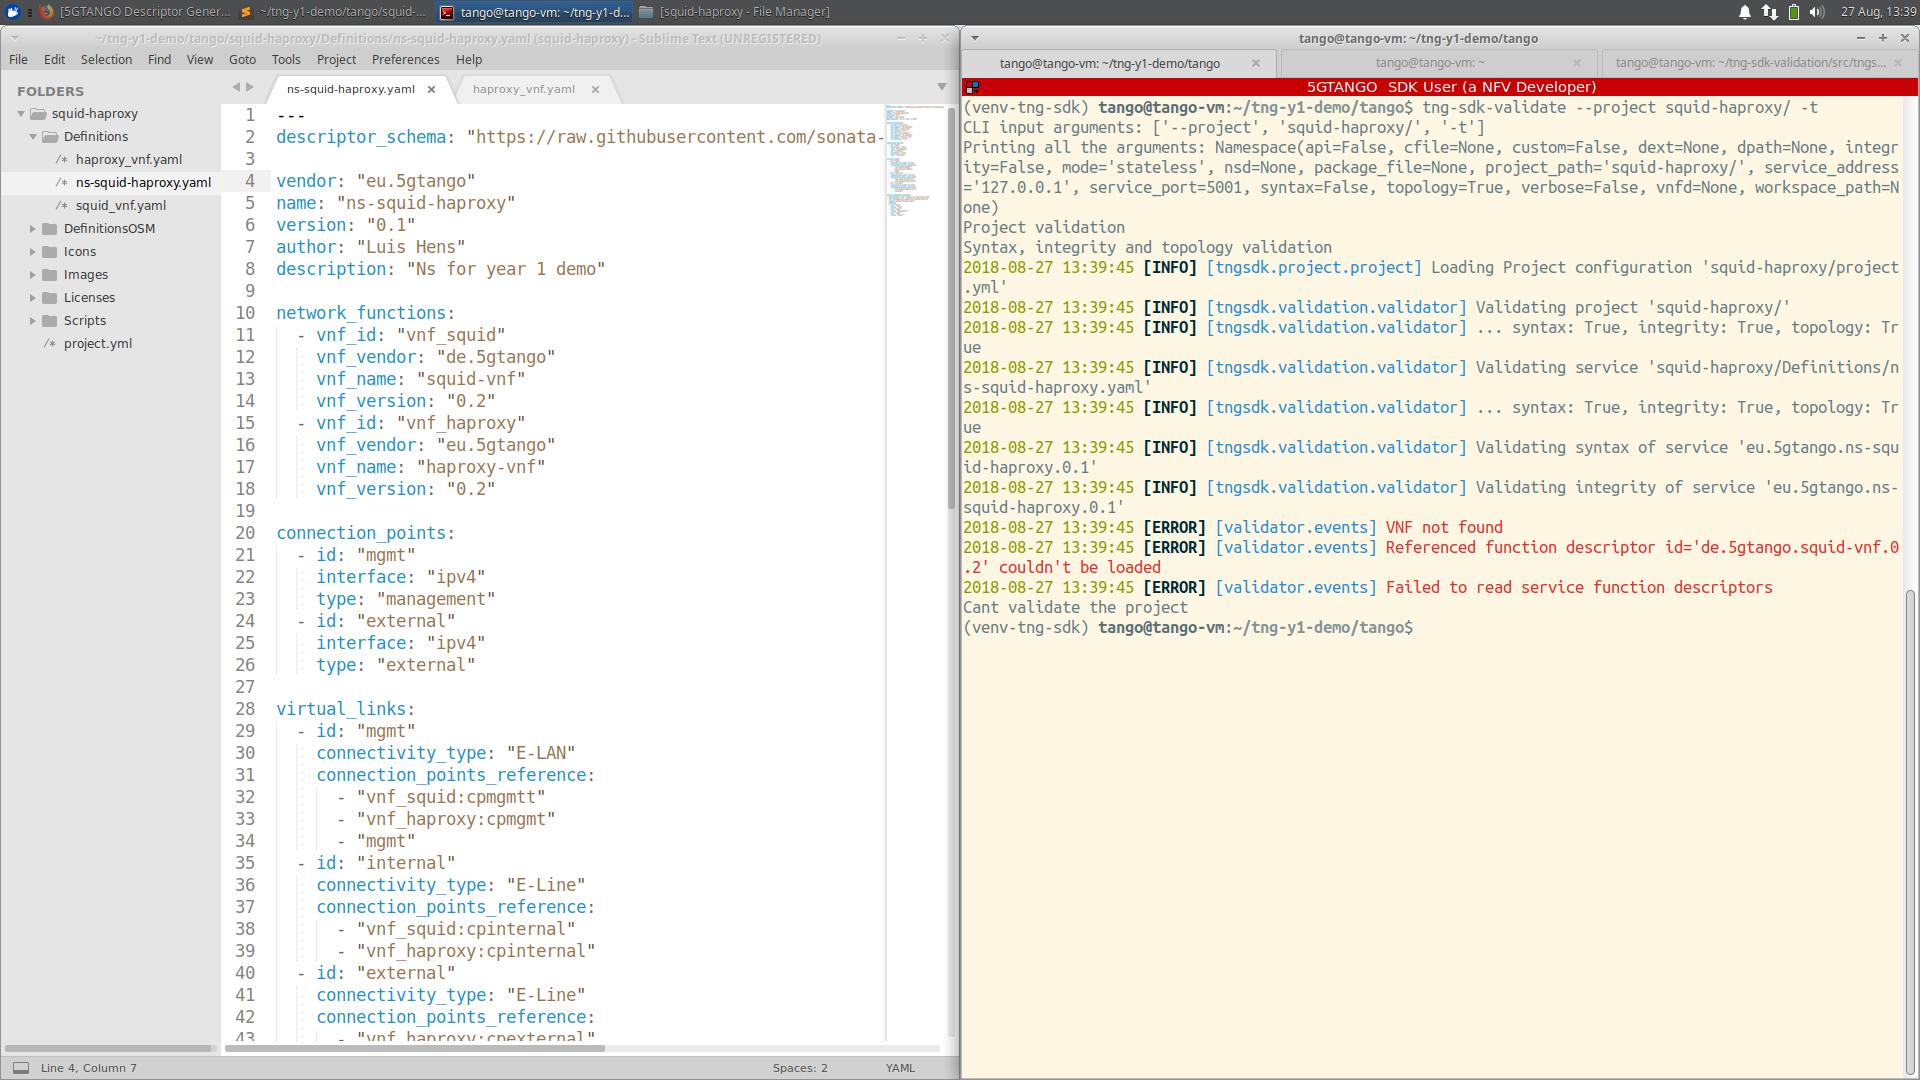 [5GTANGO Descriptor Gener...
~/tng-y1-demo/tango/squid-...
tango@tango-vm: ~/tng-y1-d...
[squid-haproxy - File Manager]
27 Aug, 13:39
~/tng-y1-demo/tango/squid-haproxy/Definitions/ns-squid-haproxy.yaml (squid-haproxy) - Sublime Text (UNREGISTERED)
File Edit Selection Find View Goto Tools Project Preferences Help
FOLDERS
squid-haproxy
Definitions
/* haproxy_vnf.yaml
/* ns-squid-haproxy.yaml
/* squid_vnf.yaml
DefinitionsOSM
Icons
Images
Licenses
Scripts
/* project.yml
ns-squid-haproxy.yaml
haproxy_vnf.yaml
1 ---
2 descriptor_schema: "https://raw.githubusercontent.com/sonata-
3
4 vendor: "eu.5gtango"
5 name: "ns-squid-haproxy"
6 version: "0.1"
7 author: "Luis Hens"
8 description: "Ns for year 1 demo"
9
10 network_functions:
11 - vnf_id: "vnf_squid"
12 vnf_vendor: "de.5gtango"
13 vnf_name: "squid-vnf"
14 vnf_version: "0.2"
15 - vnf_id: "vnf_haproxy"
16 vnf_vendor: "eu.5gtango"
17 vnf_name: "haproxy-vnf"
18 vnf_version: "0.2"
19
20 connection_points:
21 - id: "mgmt"
22 interface: "ipv4"
23 type: "management"
24 - id: "external"
25 interface: "ipv4"
26 type: "external"
27
28 virtual_links:
29 - id: "mgmt"
30 connectivity_type: "E-LAN"
31 connection_points_reference:
32 - "vnf_squid:cpmgmtt"
33 - "vnf_haproxy:cpmgmt"
34 - "mgmt"
35 - id: "internal"
36 connectivity_type: "E-Line"
37 connection_points_reference:
38 - "vnf_squid:cpinternal"
39 - "vnf_haproxy:cpinternal"
40 - id: "external"
41 connectivity_type: "E-Line"
42 connection_points_reference:
43 - "vnf_haproxy:cpexternal"
Line 4, Column 7
Spaces: 2
YAML
tango@tango-vm: ~/tng-y1-demo/tango
tango@tango-vm: ~/tng-y1-demo/tango
tango@tango-vm: ~
tango@tango-vm: ~/tng-sdk-validation/src/tngs...
5GTANGO SDK User (a NFV Developer)
(venv-tng-sdk) tango@tango-vm:~/tng-y1-demo/tango$ tng-sdk-validate --project squid-haproxy/ -t
CLI input arguments: ['--project', 'squid-haproxy/', '-t']
Printing all the arguments: Namespace(api=False, cfile=None, custom=False, dext=None, dpath=None, integr
ity=False, mode='stateless', nsd=None, package_file=None, project_path='squid-haproxy/', service_address
='127.0.0.1', service_port=5001, syntax=False, topology=True, verbose=False, vnfd=None, workspace_path=N
one)
Project validation
Syntax, integrity and topology validation
2018-08-27 13:39:45 [INFO] [tngsdk.project.project] Loading Project configuration 'squid-haproxy/project
.yml'
2018-08-27 13:39:45 [INFO] [tngsdk.validation.validator] Validating project 'squid-haproxy/'
2018-08-27 13:39:45 [INFO] [tngsdk.validation.validator] ... syntax: True, integrity: True, topology: Tr
ue
2018-08-27 13:39:45 [INFO] [tngsdk.validation.validator] Validating service 'squid-haproxy/Definitions/n
s-squid-haproxy.yaml'
2018-08-27 13:39:45 [INFO] [tngsdk.validation.validator] ... syntax: True, integrity: True, topology: Tr
ue
2018-08-27 13:39:45 [INFO] [tngsdk.validation.validator] Validating syntax of service 'eu.5gtango.ns-squ
id-haproxy.0.1'
2018-08-27 13:39:45 [INFO] [tngsdk.validation.validator] Validating integrity of service 'eu.5gtango.ns-
squid-haproxy.0.1'
2018-08-27 13:39:45 [ERROR] [validator.events] VNF not found
2018-08-27 13:39:45 [ERROR] [validator.events] Referenced function descriptor id='de.5gtango.squid-vnf.0
.2' couldn't be loaded
2018-08-27 13:39:45 [ERROR] [validator.events] Failed to read service function descriptors
Cant validate the project
(venv-tng-sdk) tango@tango-vm:~/tng-y1-demo/tango$